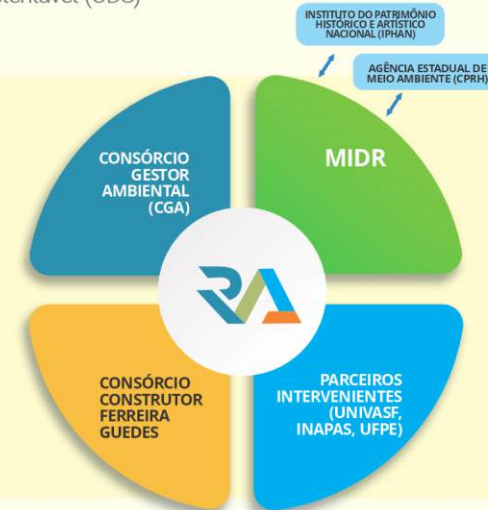 (ODS)
INSTITUTO DO PATRIMÔNIO
HISTÓRICO E ARTÍSTICO
NACIONAL (IPHAN)
AGÊNCIA ESTADUAL DE
MEIO AMBIENTE (CPRH)
CONSÓRCIO
GESTOR
AMBIENTAL
(CGA)
MIDR
CONSÓRCIO
CONSTRUTOR
FERREIRA
GUEDES
PARCEIROS
INTERVENIENTES
(UNIVASF,
INAPAS, UFPE)